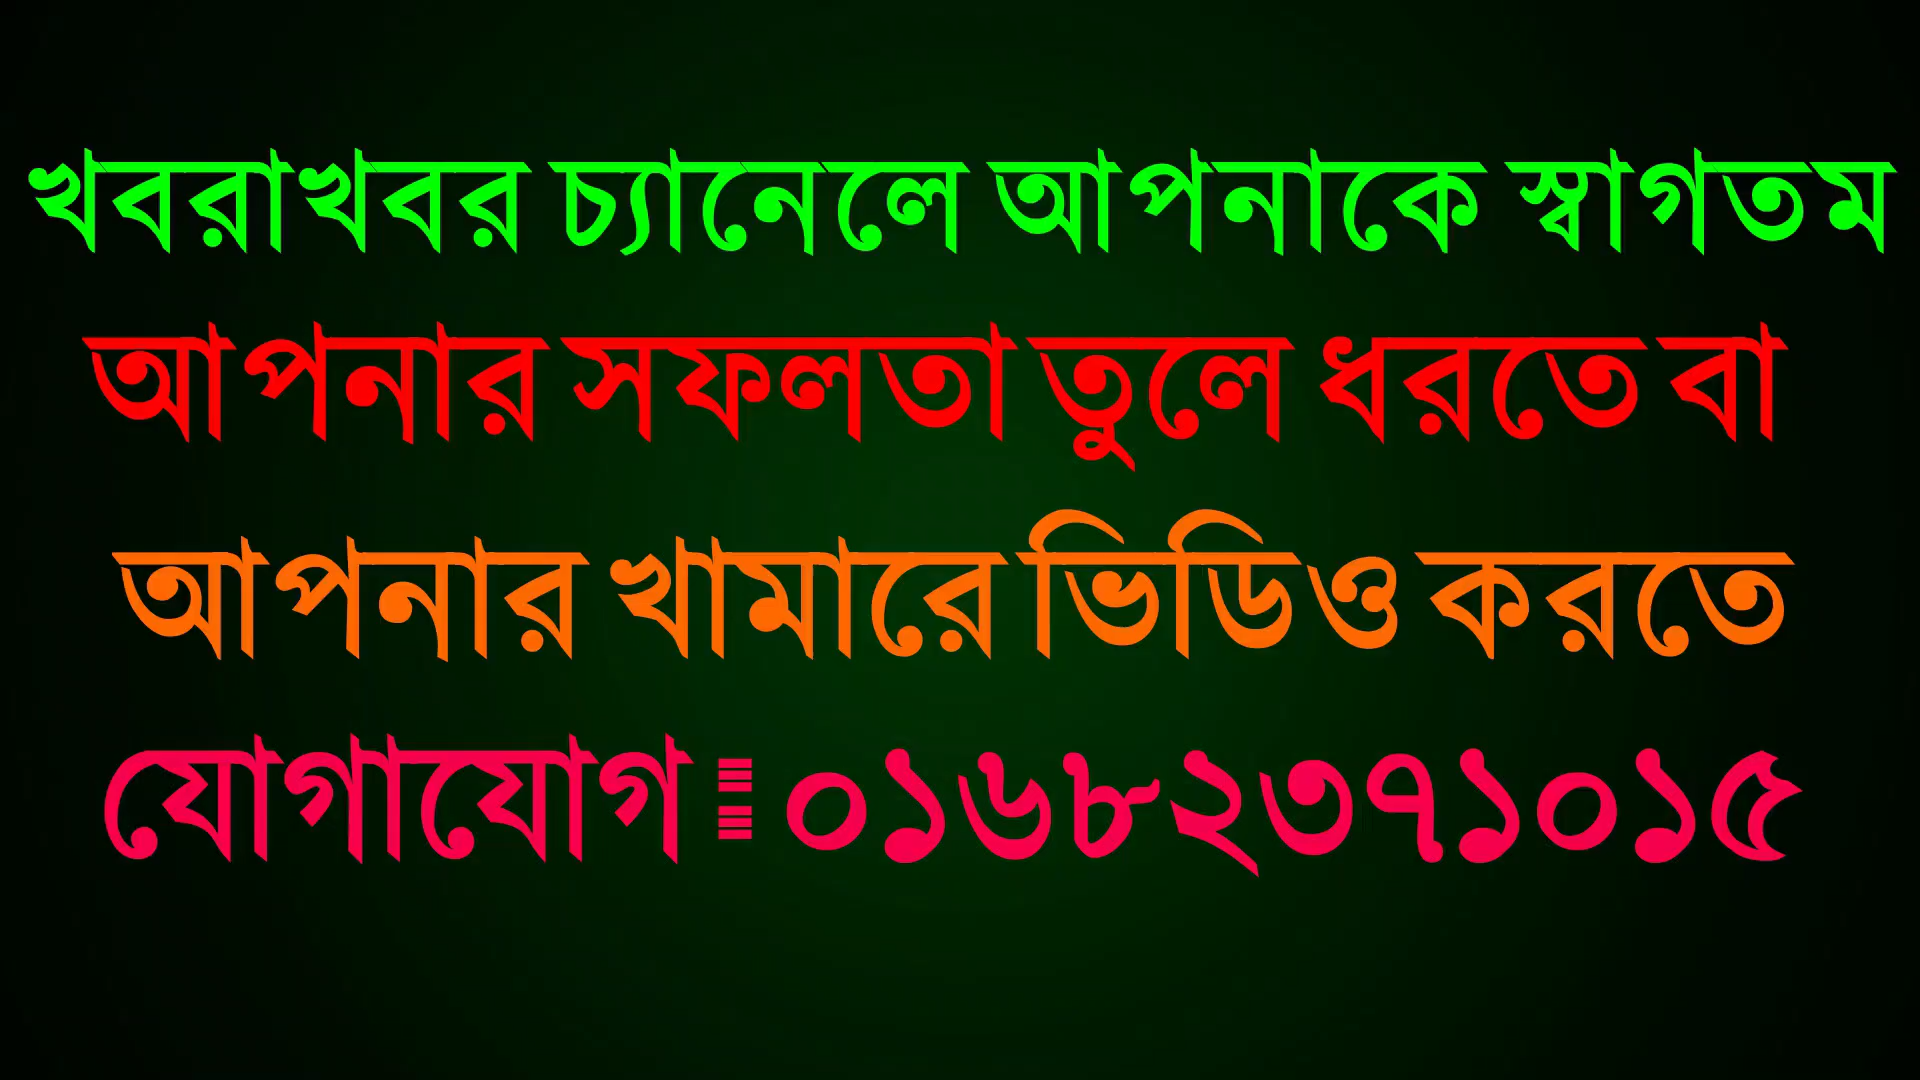 খবরাখবর চ্যানেলে আপনাকে স্বাগতম
আপনার সফলতা তুলে ধরতে বা
আপনার খামারে ভিডিও করতে
যোগাযোগ : ০১৬৮২৩৭১০১৫